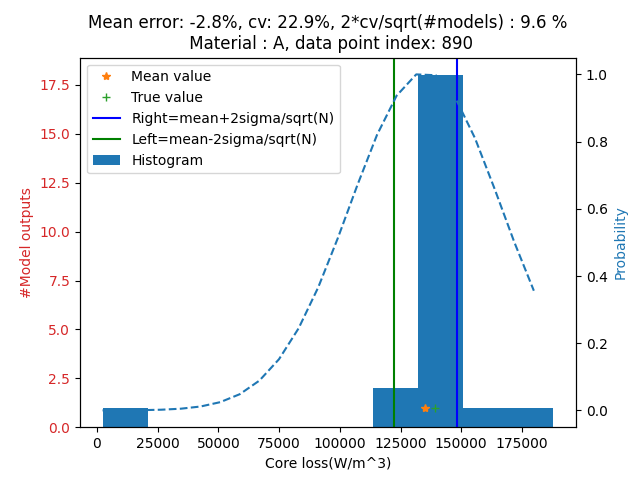 Mean error: -2.8%, cv: 22.9%, 2*cv/sqrt(#models) : 9.6 %
Material : A, data point index: 890
Mean value
True value
Right=mean+2sigma/sqrt(N)
Left=mean-2sigma/sqrt(N)
Histogram
17.5
15.0
12.5
10.0
7.5
5.0
2.5
0.0
#Model outputs
1.0
0.8
0.6
0.4
0.2
0.0
Probability
0 25000 50000 75000 100000 125000 150000 175000
Core loss(W/m^3)